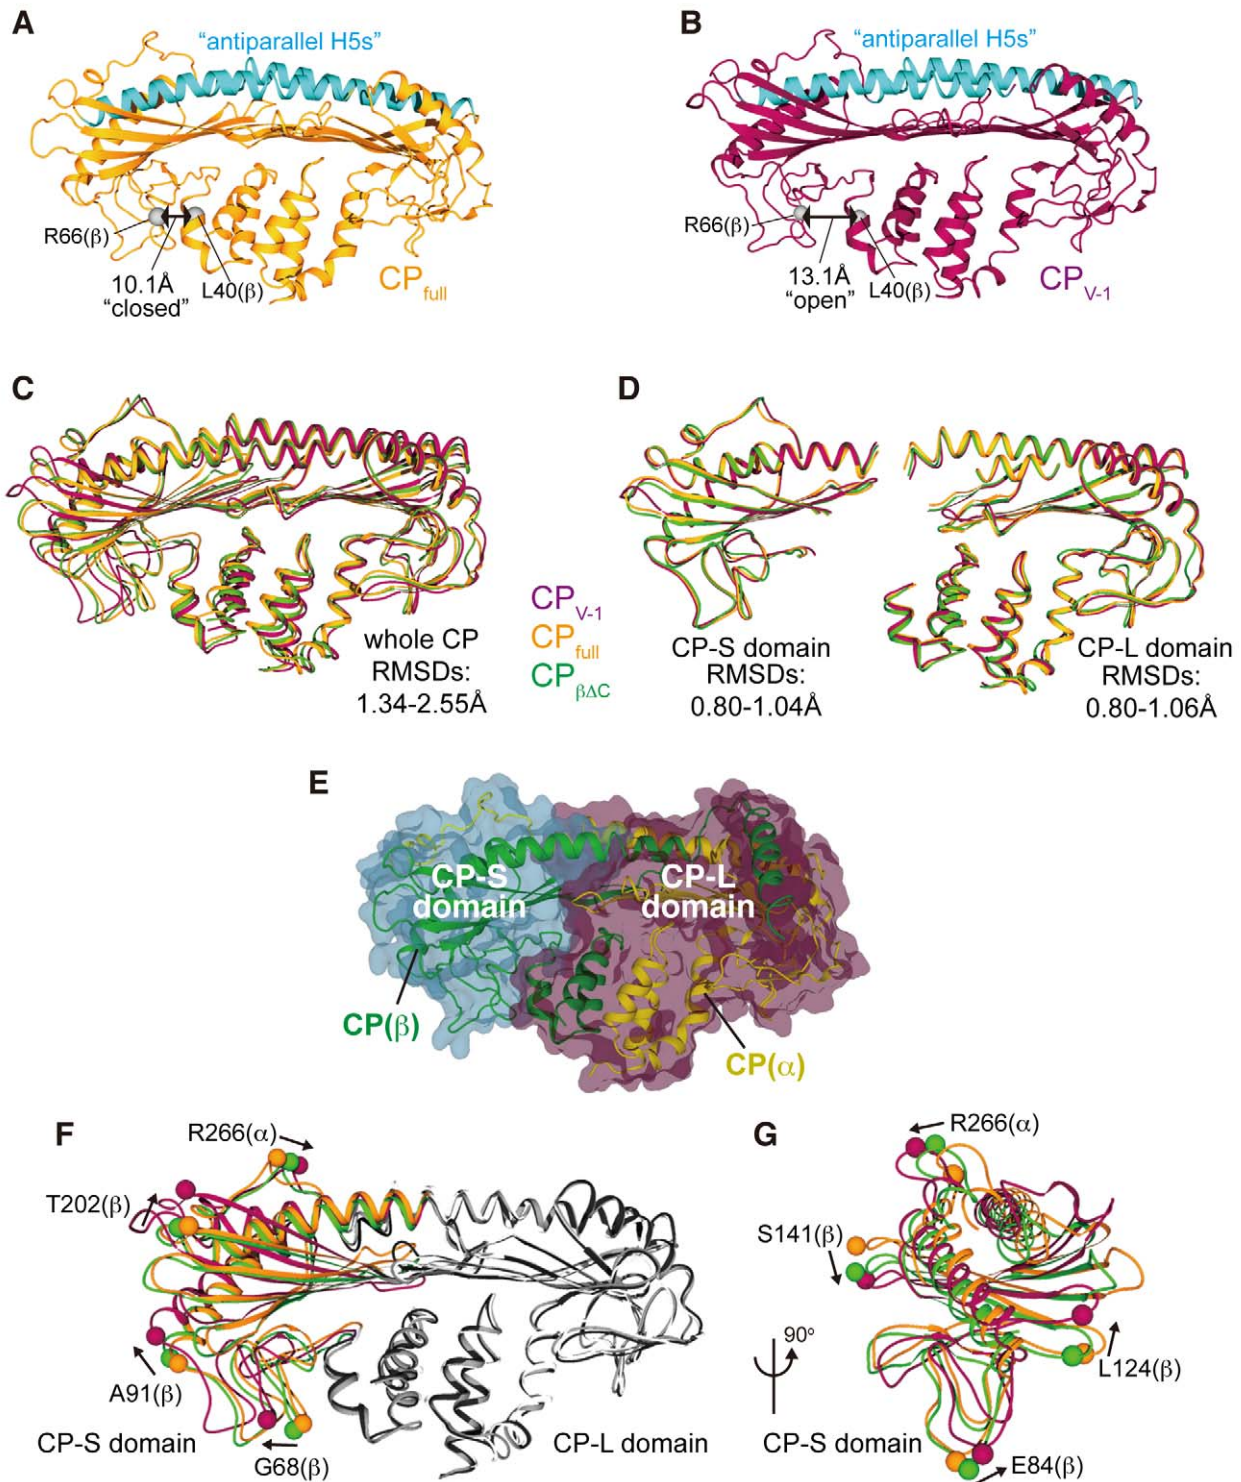 A
"antiparallel H5s"
R66(β)
10.1Å
"closed"
L40(β)
CPfull
B
"antiparallel H5s"
R66(β)
13.1Å
"open"
L40(β)
CPV-1
C
whole CP
RMSDs:
1.34-2.55Å
CPV-1
CPfull
CPβΔC
D
CP-S domain
RMSDs:
0.80-1.04Å
CP-L domain
RMSDs:
0.80-1.06Å
E
CP-S
domain
CP-L
domain
CP(β)
CP(α)
F
R266(α)
T202(β)
A91(β)
G68(β)
CP-S domain
CP-L domain
G
R266(α)
S141(β)
90º
L124(β)
E84(β)
CP-S domain